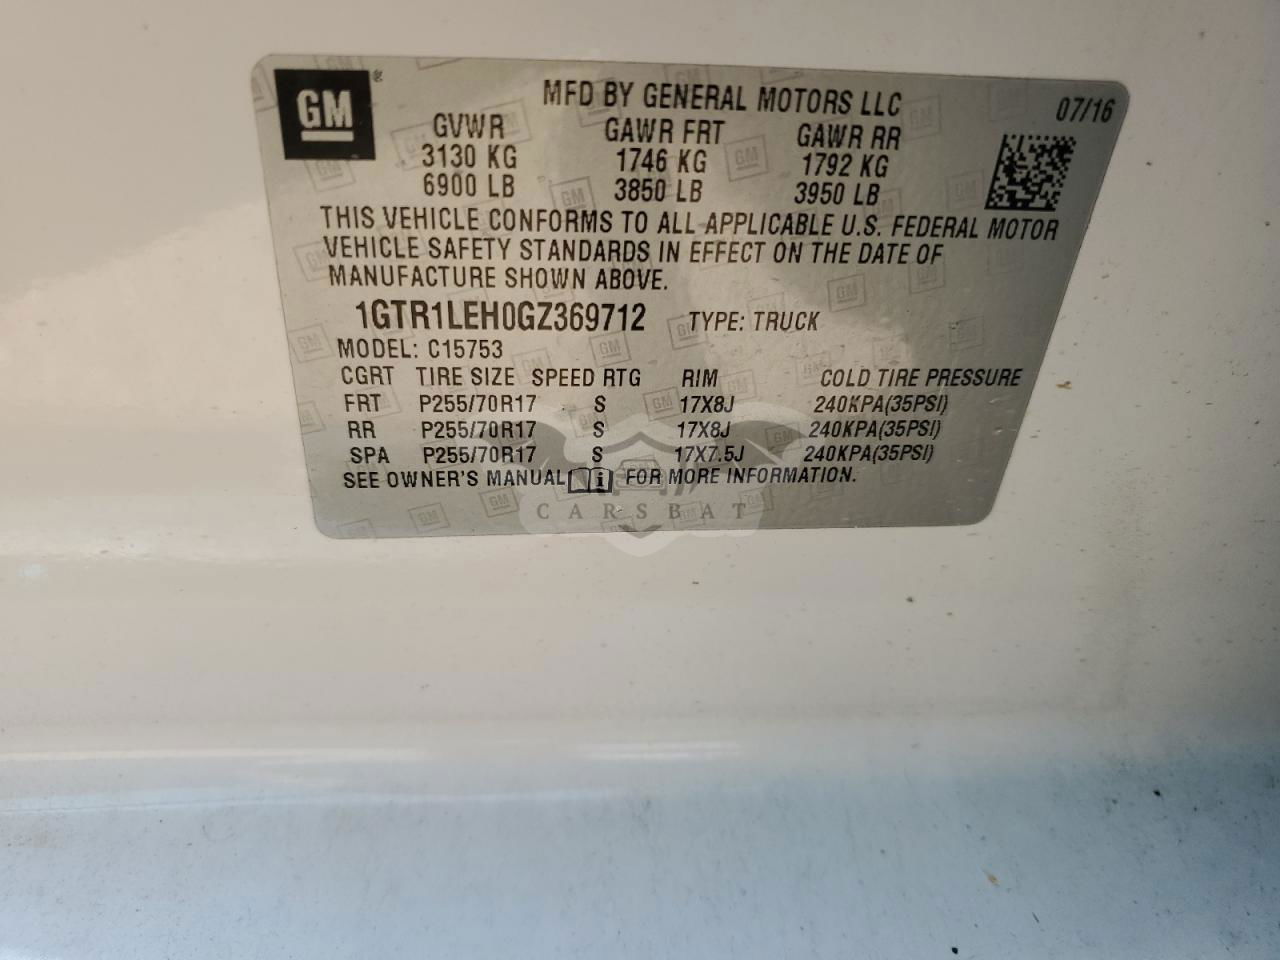 GM
MFD BY GENERAL MOTORS LLC 07/16
GVWR GAWR FRT GAWR RR
3130 KG 1746 KG 1792 KG
6900 LB 3850 LB 3950 LB
THIS VEHICLE CONFORMS TO ALL APPLICABLE U.S. FEDERAL MOTOR
VEHICLE SAFETY STANDARDS IN EFFECT ON THE DATE OF
MANUFACTURE SHOWN ABOVE.
1GTR1LEH0GZ369712 TYPE: TRUCK
MODEL: C15753
CGRT TIRE SIZE SPEED RTG RIM COLD TIRE PRESSURE
FRT P255/70R17 S 17X8J 240KPA(35PSI)
RR P255/70R17 S 17X8J 240KPA(35PSI)
SPA P255/70R17 S 17X7.5J 240KPA(35PSI)
SEE OWNER'S MANUAL FOR MORE INFORMATION.
CARSBAT